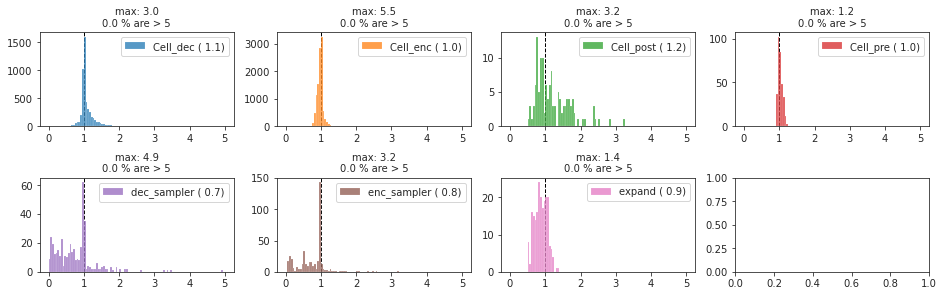 max: 3.0
0.0 % are > 5
Cell_dec ( 1.1)
1500
1000
500
0
0 1 2 3 4 5
max: 5.5
0.0 % are > 5
Cell_enc ( 1.0)
3000
2000
1000
0
0 1 2 3 4 5
max: 3.2
0.0 % are > 5
Cell_post ( 1.2)
10
5
0
0 1 2 3 4 5
max: 1.2
0.0 % are > 5
Cell_pre ( 1.0)
100
50
0
0 1 2 3 4 5
max: 4.9
0.0 % are > 5
dec_sampler ( 0.7)
60
40
20
0
0 1 2 3 4 5
max: 3.2
0.0 % are > 5
enc_sampler ( 0.8)
150
100
50
0
0 1 2 3 4 5
max: 1.4
0.0 % are > 5
expand ( 0.9)
20
10
0
0 1 2 3 4 5
1.00
0.75
0.50
0.25
0.00
0.0 0.2 0.4 0.6 0.8 1.0